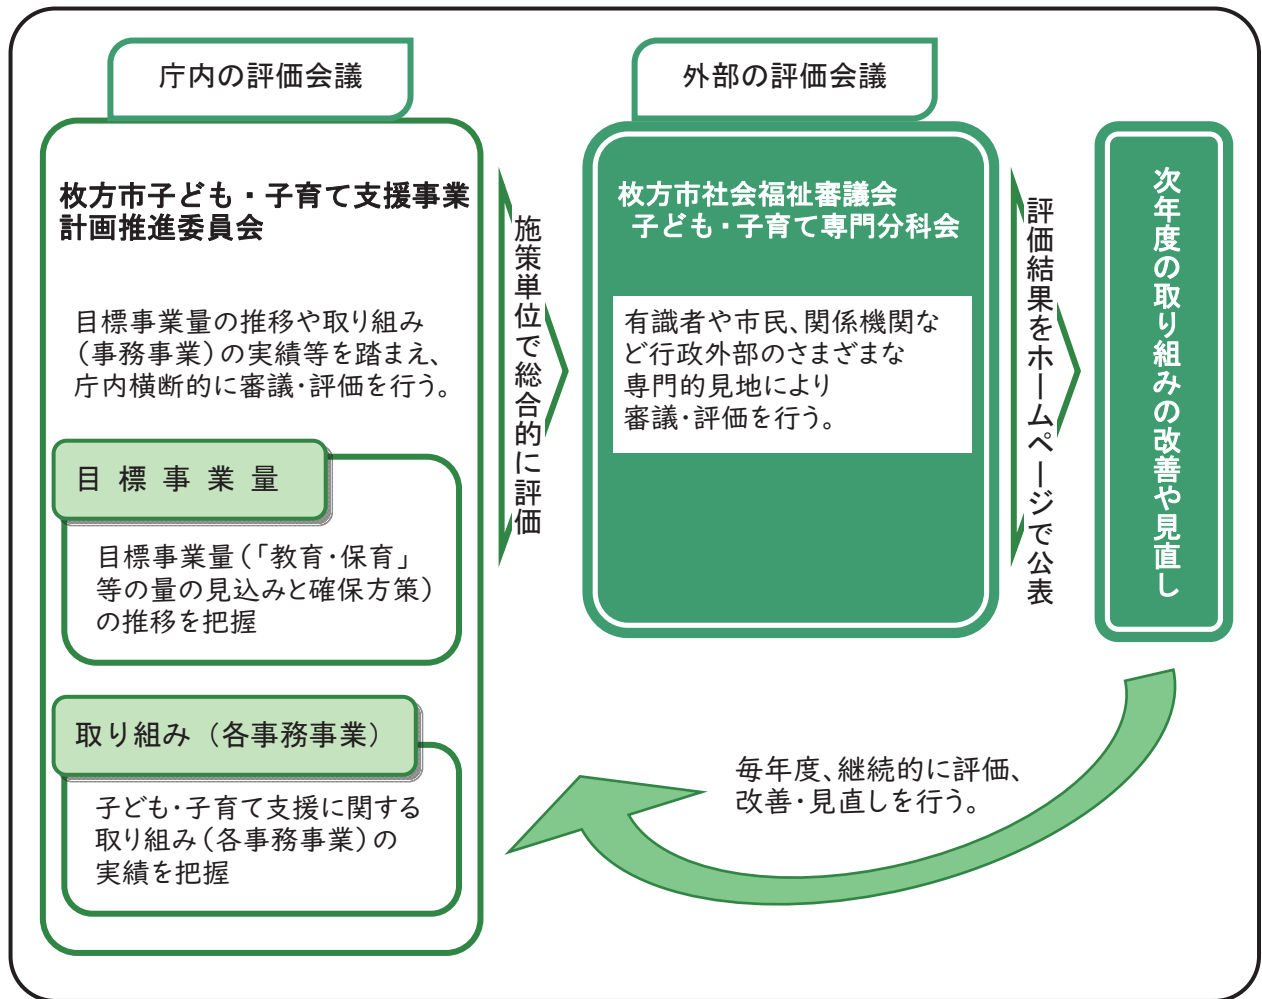 庁内の評価会議
枚方市子ども・子育て支援事業
計画推進委員会
目標事業量の推移や取り組み
（事務事業）の実績等を踏まえ、
庁内横断的に審議・評価を行う。
目標事業量
目標事業量（「教育・保育」
等の量の見込みと確保方策）
の推移を把握
取り組み（各事務事業）
子ども・子育て支援に関する
取り組み（各事務事業）の
実績を把握
施策単位で総合的に評価
外部の評価会議
枚方市社会福祉審議会
子ども・子育て専門分科会
有識者や市民、関係機関な
ど行政外部のさまざまな
専門的見地により
審議・評価を行う。
評価結果をホームページで公表
次年度の取り組みの改善や見直し
毎年度、継続的に評価、
改善・見直しを行う。